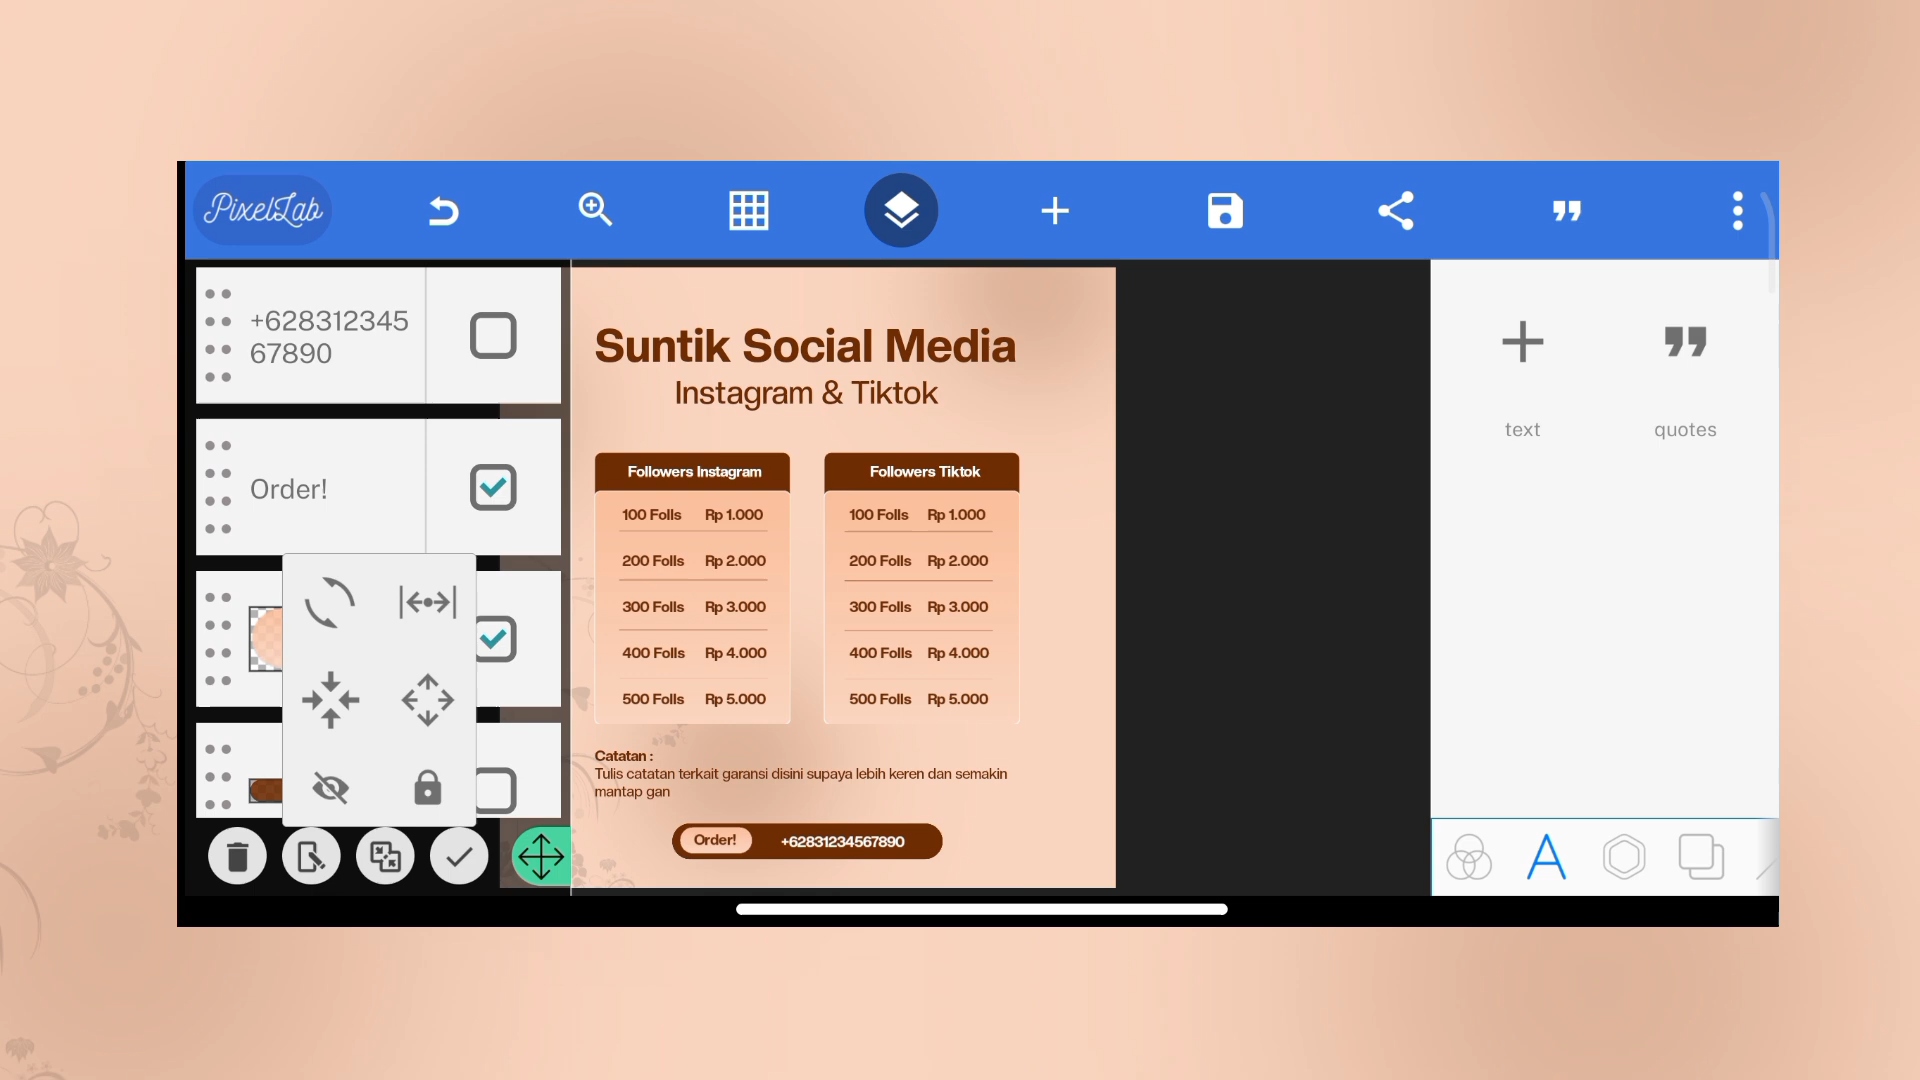 PixelLab
+628312345
67890
Order!
Suntik Social Media
Instagram & Tiktok
Followers Instagram
100 Folls Rp 1.000
200 Folls Rp 2.000
300 Folls Rp 3.000
400 Folls Rp 4.000
500 Folls Rp 5.000
Followers Tiktok
100 Folls Rp 1.000
200 Folls Rp 2.000
300 Folls Rp 3.000
400 Folls Rp 4.000
500 Folls Rp 5.000
Catatan :
Tulis catatan terkait garansi disini supaya lebih keren dan semakin
mantap gan
Order! +62831234567890
text quotes